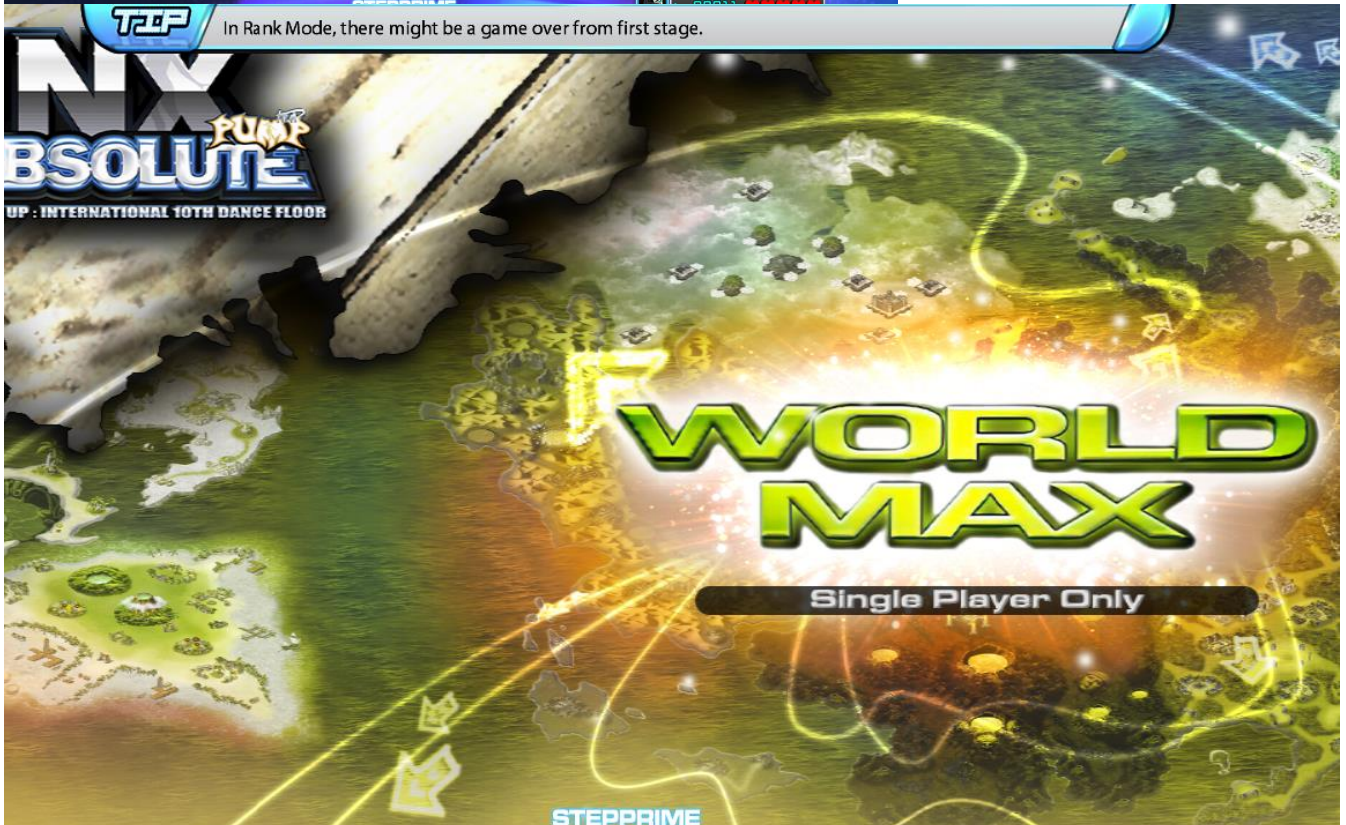 STEPPRIME
TIP
In Rank Mode, there might be a game over from first stage.
NX
BSOLUTE
PUMP
UP : INTERNATIONAL 10TH DANCE FLOOR
WORLD
MAX
Single Player Only
STEPPRIME